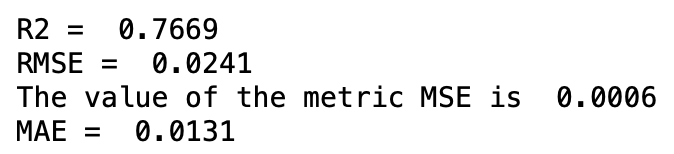 R2 =  0.7669
RMSE =  0.0241
The value of the metric MSE is  0.0006
MAE =  0.0131